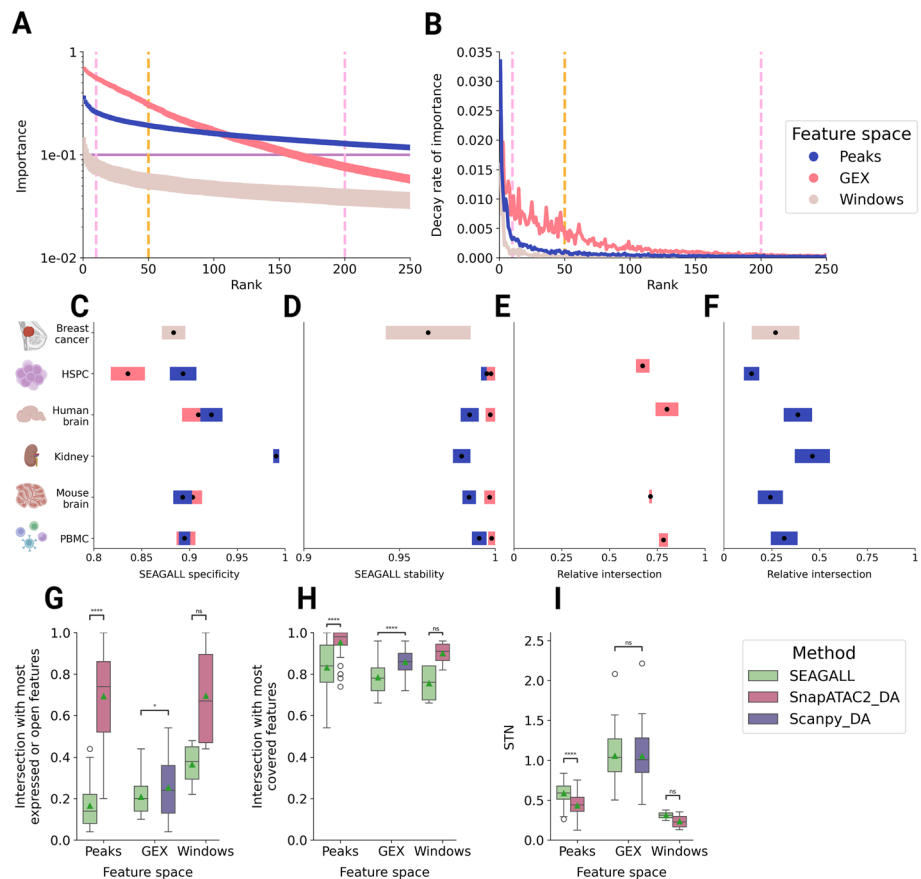 A
B
1
1e-01
1e-02
Importance
0
50
100
150
200
250
Rank
0.035
0.030
0.025
0.020
0.015
0.010
0.005
0.000
Decay rate of importance
0
50
100
150
200
250
Rank
Feature space
Peaks
GEX
Windows
C
D
E
F
Breast
cancer
HSPC
Human
brain
Kidney
Mouse
brain
PBMC
0.8
0.85
0.9
0.95
1
SEAGALL specificity
0.9
0.95
1
SEAGALL stability
0
0.25
0.5
0.75
1
Relative intersection
0
0.25
0.5
0.75
1
Relative intersection
G
H
I
Intersection with most
expressed or open features
1.0
0.8
0.6
0.4
0.2
0.0
****
*
ns
Peaks
GEX
Windows
Feature space
Intersection with most
covered features
1.0
0.8
0.6
0.4
0.2
0.0
****
****
ns
Peaks
GEX
Windows
Feature space
STN
2.5
2.0
1.5
1.0
0.5
0.0
****
ns
ns
Peaks
GEX
Windows
Feature space
Method
SEAGALL
SnapATAC2_DA
Scanpy_DA